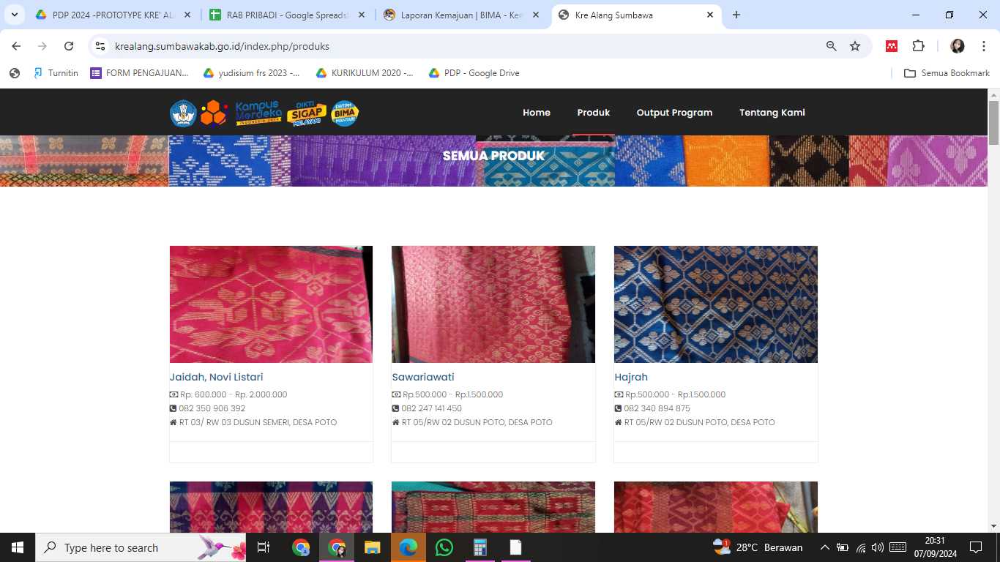 PDP 2024 -PROTOTYPE KRE' AL
RAB PRIBADI - Google Spreads
Laporan Kemajuan | BIMA - Ken
Kre Alang Sumbawa
krealang.sumbawakab.go.id/index.php/produks
Turnitin
FORM PENGAJUAN...
yudisium frs 2023 -...
KURIKULUM 2020 -...
PDP - Google Drive
Semua Bookmark
Kampus
Merdeka
INDONESIA JAYA
DIKTI
SIGAP
MELAYANI
DRTPM
BIMA
MANTAB!
Home
Produk
Output Program
Tentang Kami
SEMUA PRODUK
Jaidah, Novi Listari
Rp. 600.000 - Rp. 2.000.000
082 350 906 392
RT 03/ RW 03 DUSUN SEMERI, DESA POTO
Sawariawati
Rp.500.000 - Rp.1.500.000
082 247 141 450
RT 05/RW 02 DUSUN POTO, DESA POTO
Hajrah
Rp.500.000 - Rp.1.500.000
082 340 894 875
RT 05/RW 02 DUSUN POTO, DESA POTO
Type here to search
1
28°C Berawan
20:31
07/09/2024